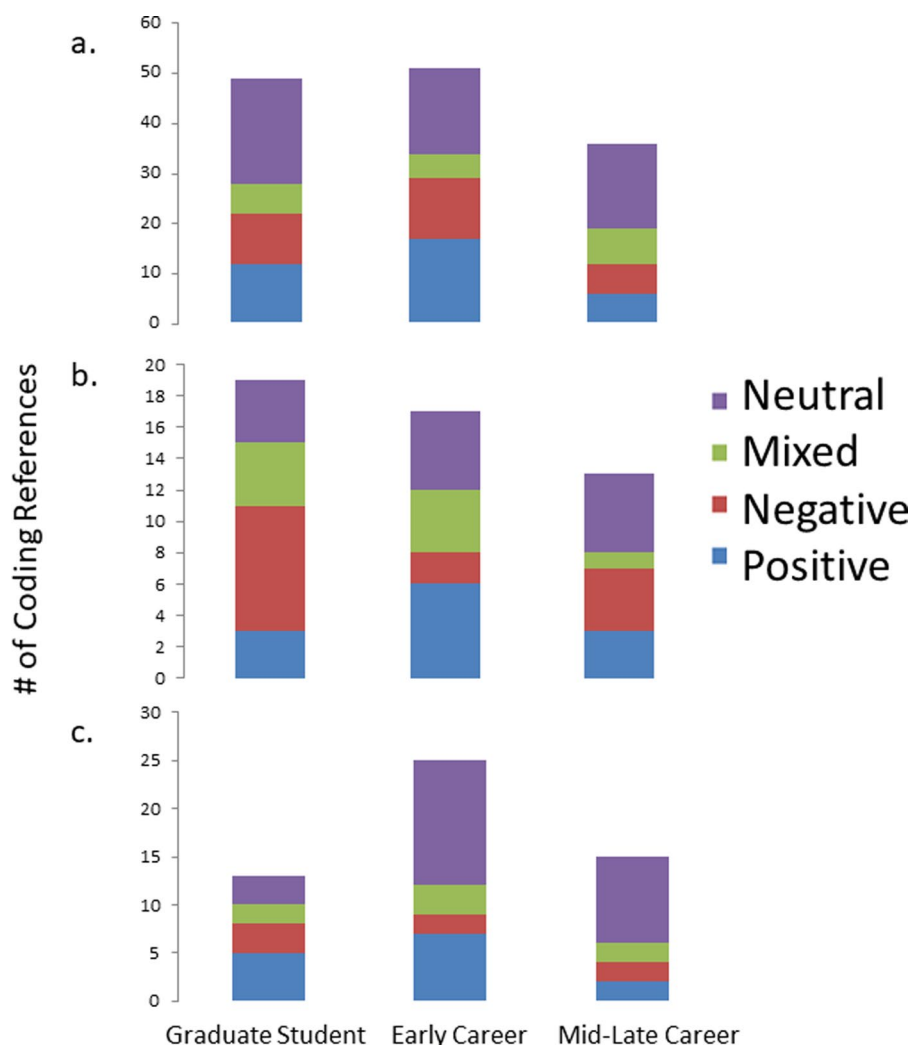 a.
60
50
40
30
20
10
0
# of Coding References
b.
20
18
16
14
12
10
8
6
4
2
0
Neutral
Mixed
Negative
Positive
c.
30
25
20
15
10
5
0
Graduate Student Early Career Mid-Late Career